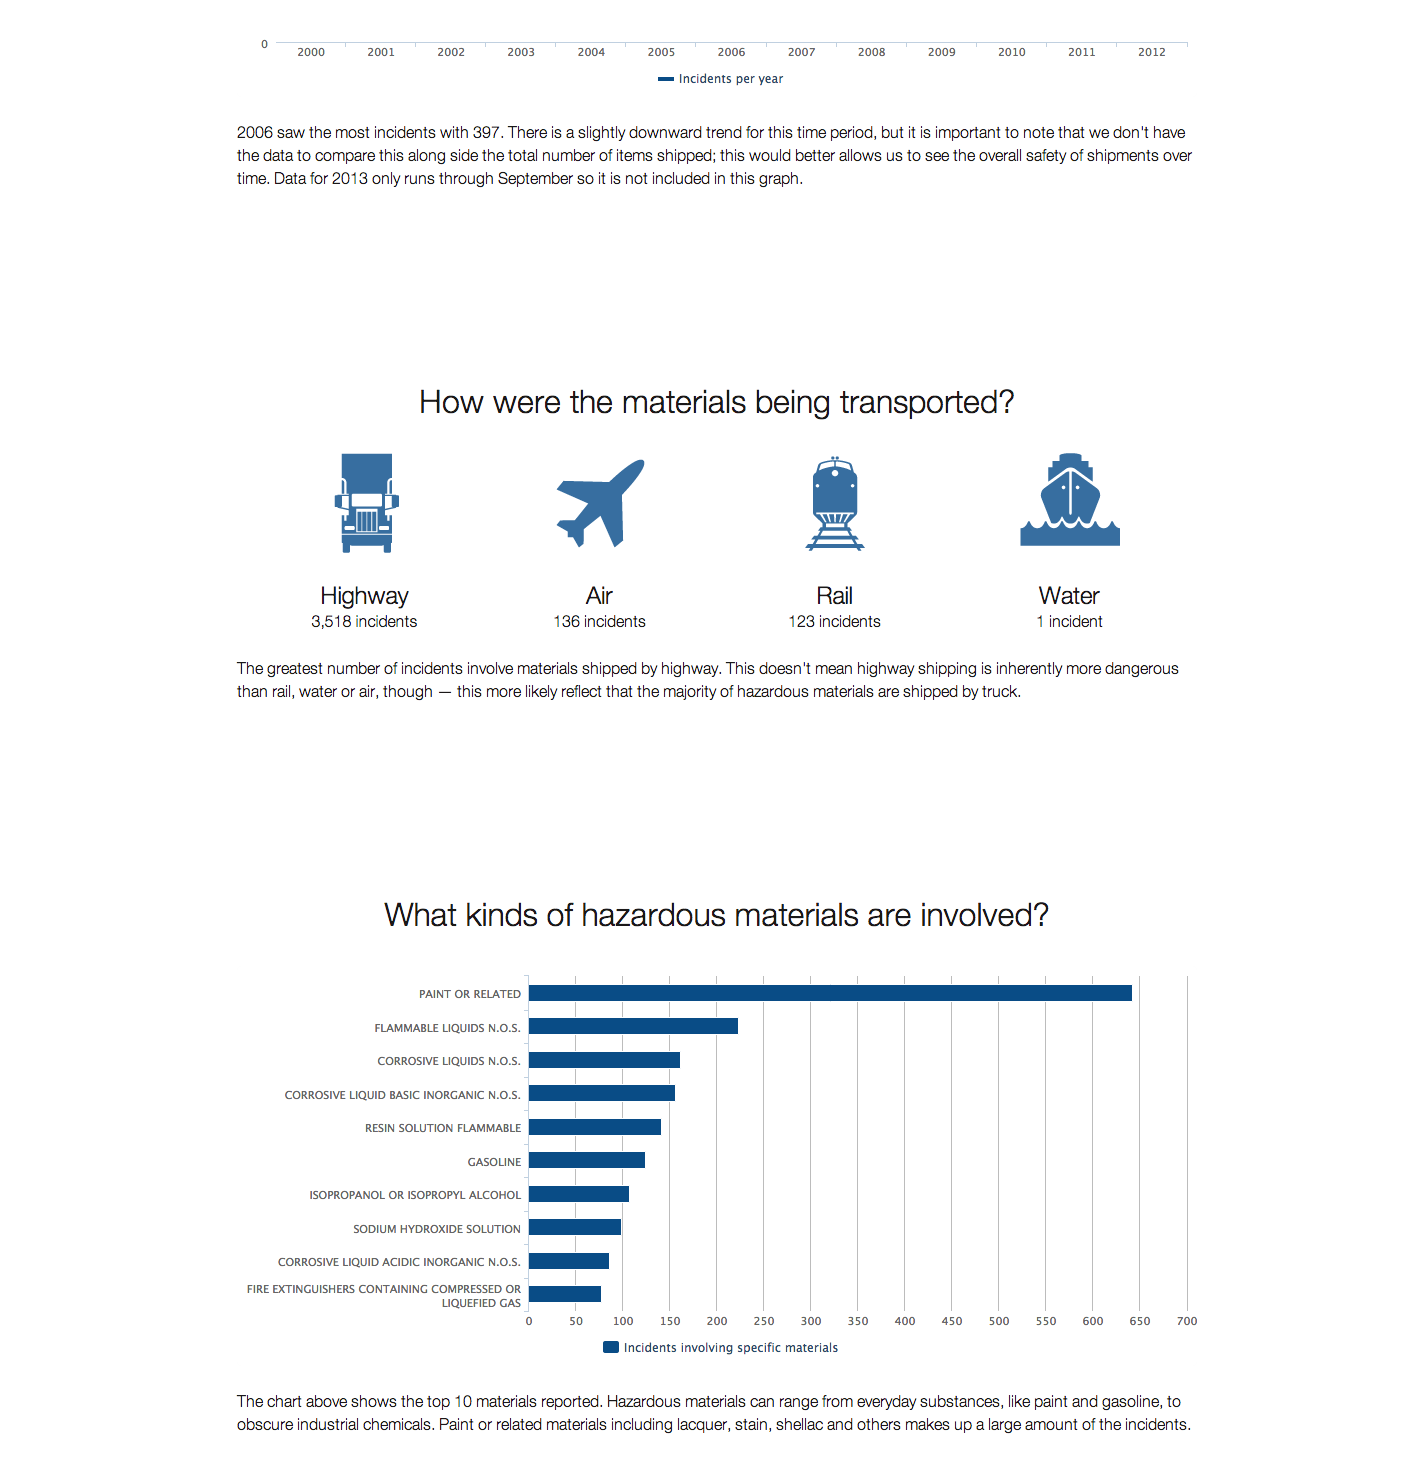 0
2000 2001 2002 2003 2004 2005 2006 2007 2008 2009 2010 2011 2012
Incidents per year
2006 saw the most incidents with 397. There is a slightly downward trend for this time period, but it is important to note that we don't have
the data to compare this along side the total number of items shipped; this would better allows us to see the overall safety of shipments over
time. Data for 2013 only runs through September so it is not included in this graph.
How were the materials being transported?
Highway Air Rail Water
3,518 incidents 136 incidents 123 incidents 1 incident
The greatest number of incidents involve materials shipped by highway. This doesn't mean highway shipping is inherently more dangerous
than rail, water or air, though — this more likely reflect that the majority of hazardous materials are shipped by truck.
What kinds of hazardous materials are involved?
PAINT OR RELATED
FLAMMABLE LIQUIDS N.O.S.
CORROSIVE LIQUIDS N.O.S.
CORROSIVE LIQUID BASIC INORGANIC N.O.S.
RESIN SOLUTION FLAMMABLE
GASOLINE
ISOPROPANOL OR ISOPROPYL ALCOHOL
SODIUM HYDROXIDE SOLUTION
CORROSIVE LIQUID ACIDIC INORGANIC N.O.S.
FIRE EXTINGUISHERS CONTAINING COMPRESSED OR
LIQUEFIED GAS
0 50 100 150 200 250 300 350 400 450 500 550 600 650 700
Incidents involving specific materials
The chart above shows the top 10 materials reported. Hazardous materials can range from everyday substances, like paint and gasoline, to
obscure industrial chemicals. Paint or related materials including lacquer, stain, shellac and others makes up a large amount of the incidents.